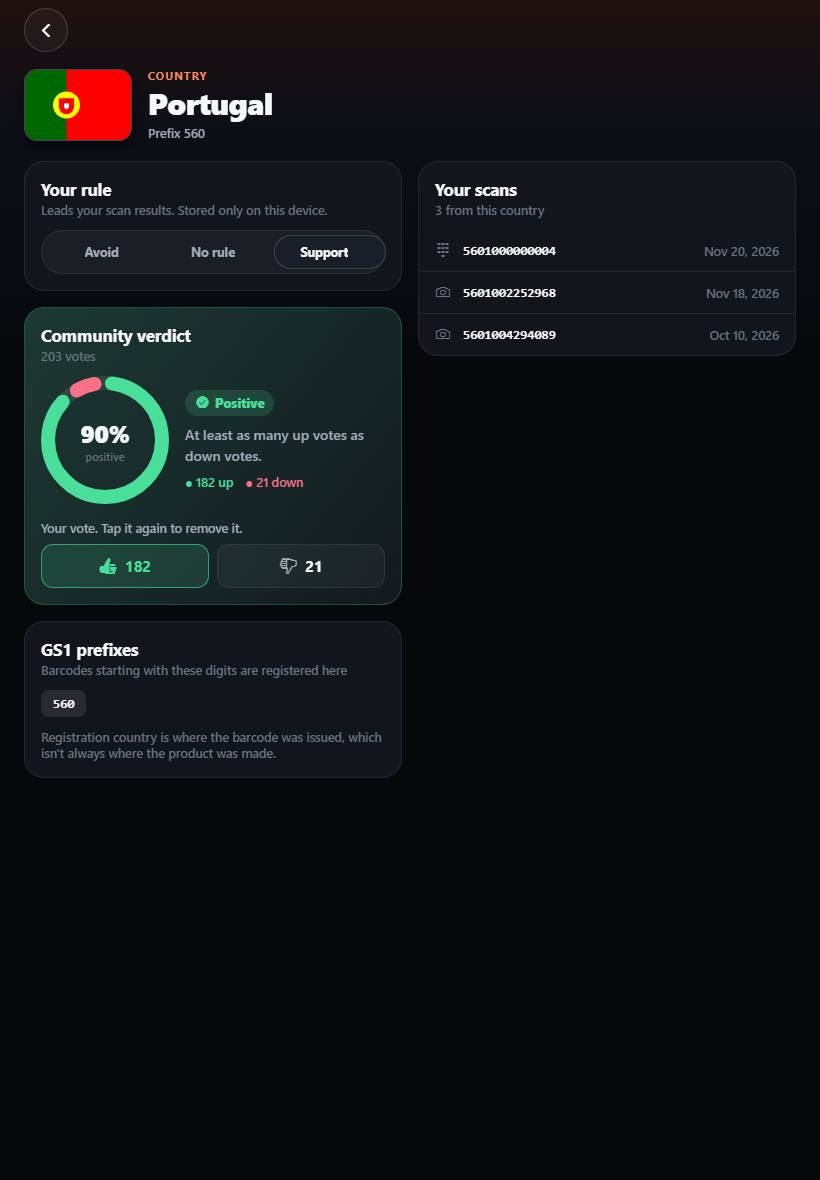 COUNTRY
Portugal
Prefix 560
Your rule
Leads your scan results. Stored only on this device.
Avoid
No rule
Support
Community verdict
203 votes
90%
positive
Positive
At least as many up votes as
down votes.
182 up
21 down
Your vote. Tap it again to remove it.
182
21
GS1 prefixes
Barcodes starting with these digits are registered here
560
Registration country is where the barcode was issued, which
isn't always where the product was made.
Your scans
3 from this country
5601000000004 Nov 20, 2026
5601002252968 Nov 18, 2026
5601004294089 Oct 10, 2026